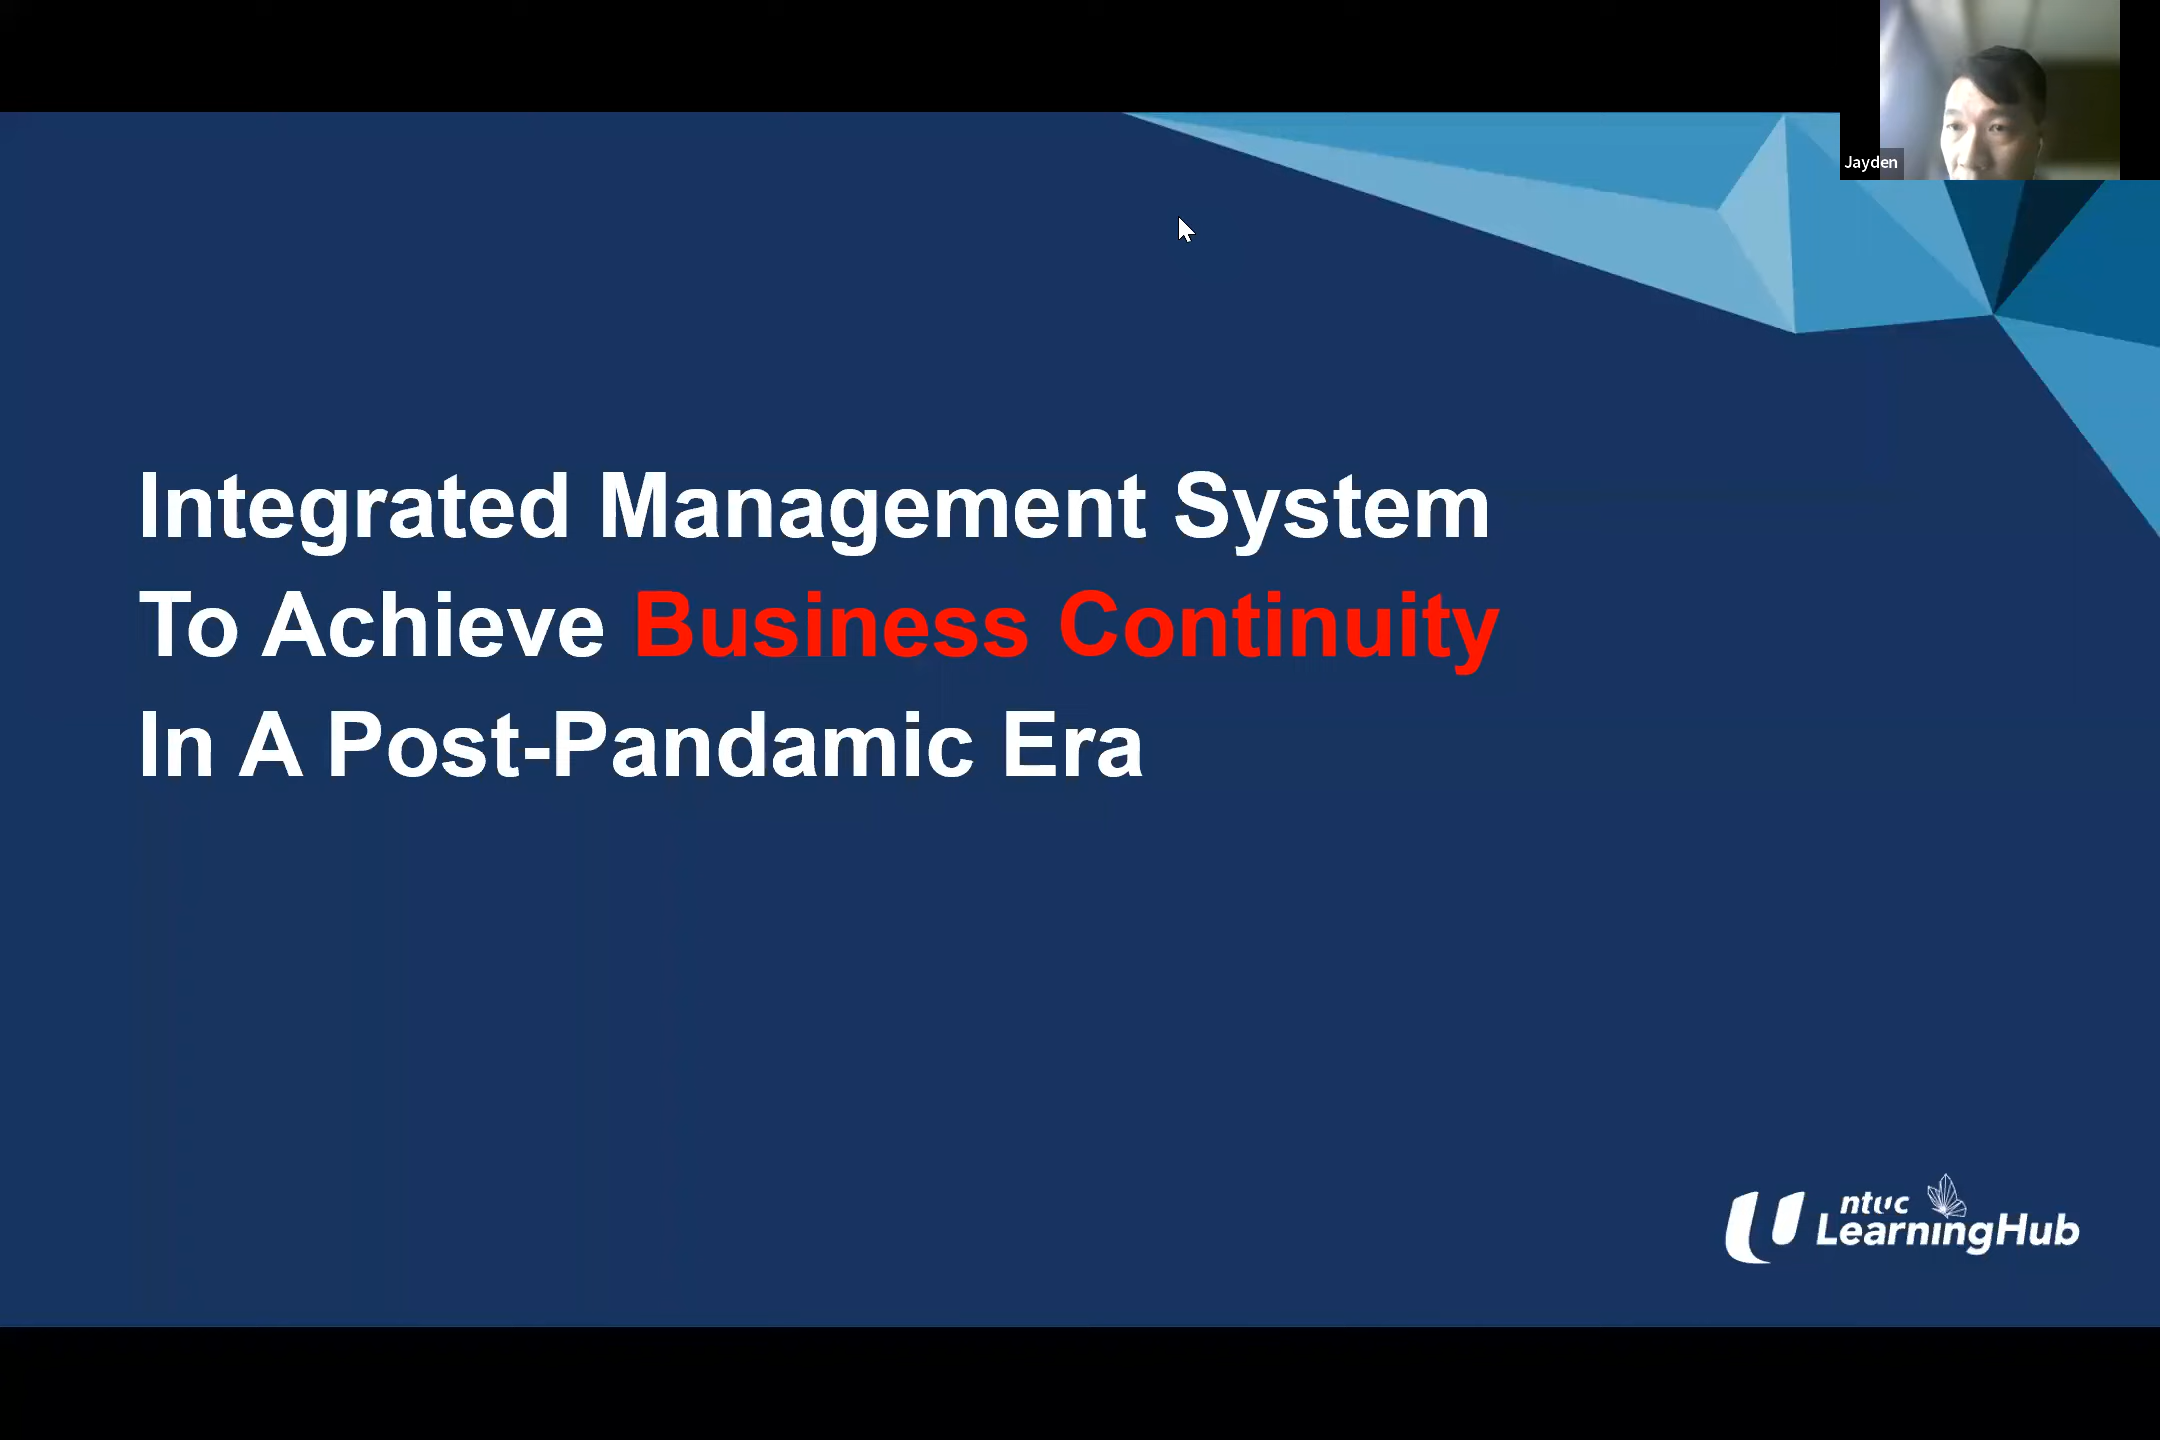 Jayden
Integrated Management System
To Achieve Business Continuity
In A Post-Pandamic Era
ntuc
LearningHub